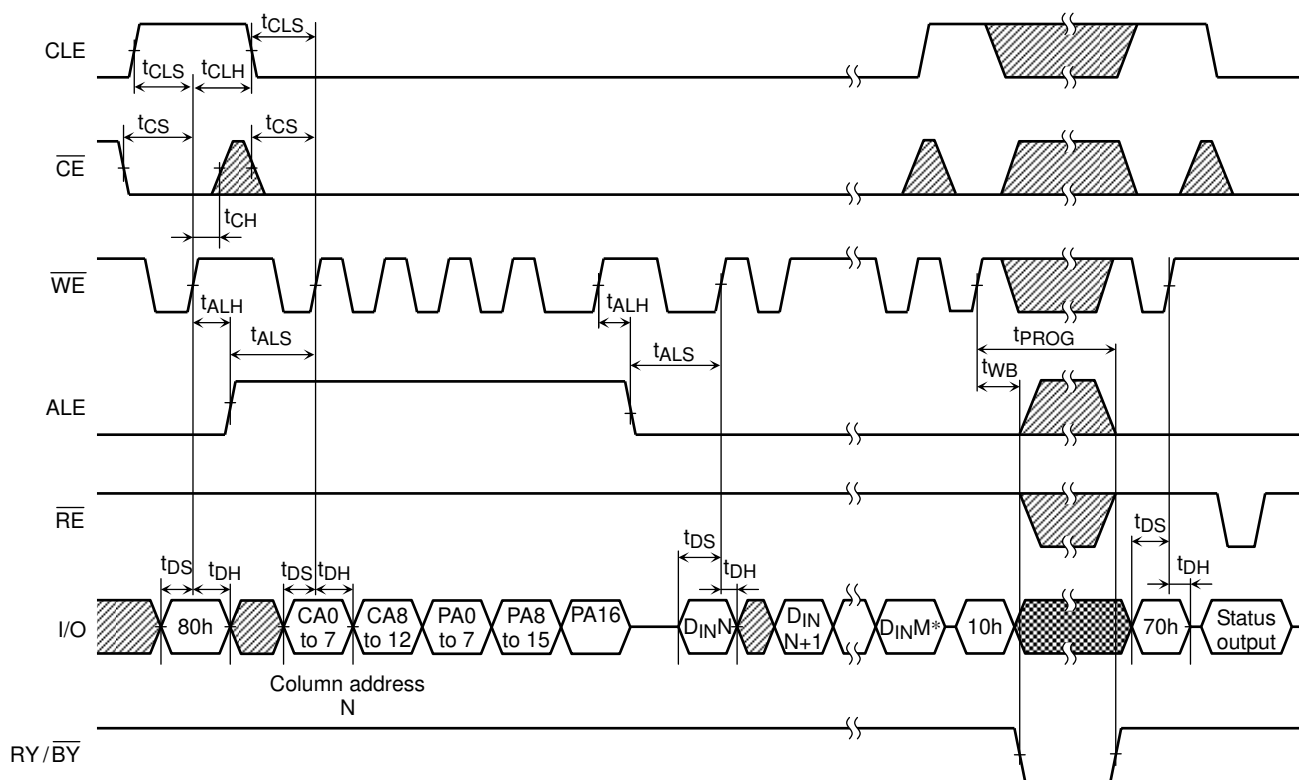 CLE
tCLS
tCLS
tCLH
CE
tCS
tCS
tCH
WE
tALH
tALH
tALS
tALS
tPROG
tWB
ALE
RE
tDS
tDH
tDS
tDH
tDS
tDH
tDS
tDH
I/O
80h
CA0
to 7
CA8
to 12
PA0
to 7
PA8
to 15
PA16
DINN
DIN
N+1
DINM*
10h
70h
Status
output
Column address
N
RY/BY